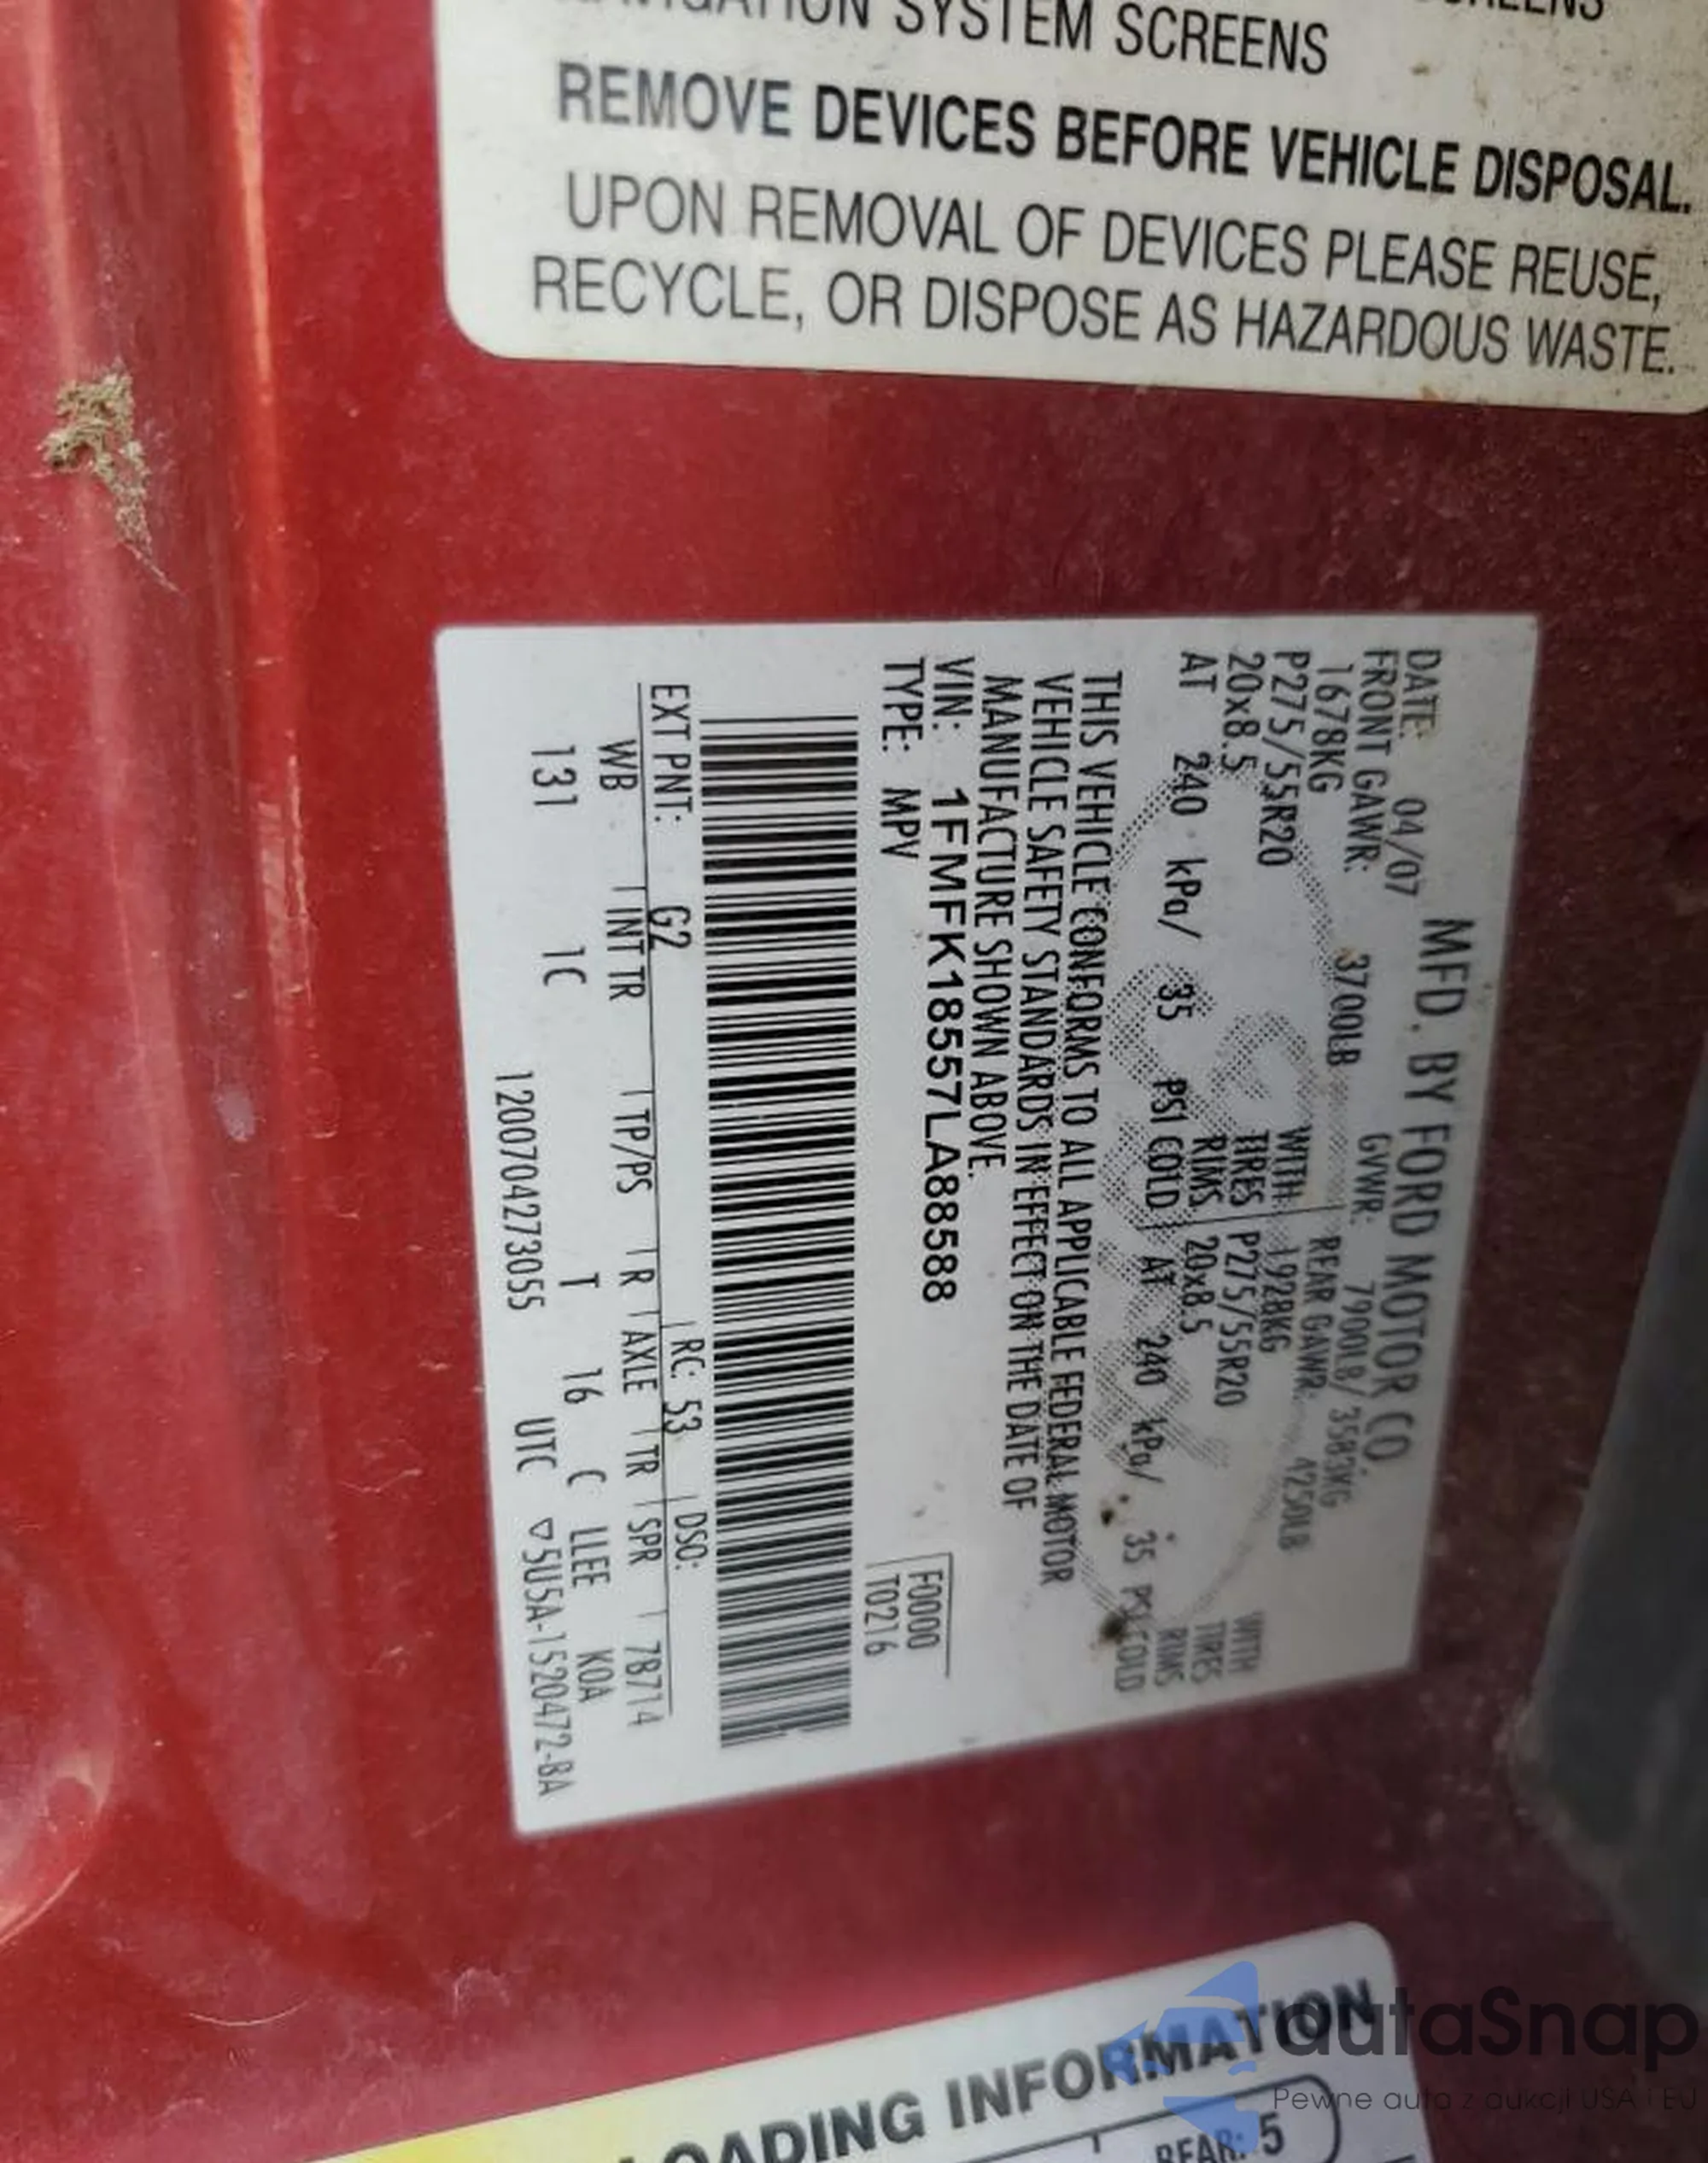 SYSTEM SCREENS
REMOVE DEVICES BEFORE VEHICLE DISPOSAL.
UPON REMOVAL OF DEVICES PLEASE REUSE,
RECYCLE, OR DISPOSE AS HAZARDOUS WASTE.
MFD. BY FORD MOTOR CO.
DATE: 04/07 GVWR: 7900LB/ 3583KG
FRONT GAWR: 3700LB REAR GAWR: 4250LB
1678KG WITH 1928KG WITH
P275/55R20 TIRES P275/55R20 TIRES
20x8.5 RIMS 20x8.5 RIMS
AT 240 kPa/ 35 PSI COLD AT 240 kPa/ 35 PSI COLD
THIS VEHICLE CONFORMS TO ALL APPLICABLE FEDERAL MOTOR
VEHICLE SAFETY STANDARDS IN EFFECT ON THE DATE OF
MANUFACTURE SHOWN ABOVE.
VIN: 1FMFK18557LA88588 F0000
TYPE: MPV T0216
EXT PNT: G2 RC: 53 DSO:
WB INT TR TP/PS R AXLE TR SPR 7B714
131 1C T 16 C LLEE KOA
1200704273055 UTC ▽5U5A-1520472-BA
LOADING INFORMATION
REAR: 5
autaSnap
Pewne auta z aukcji USA i EU